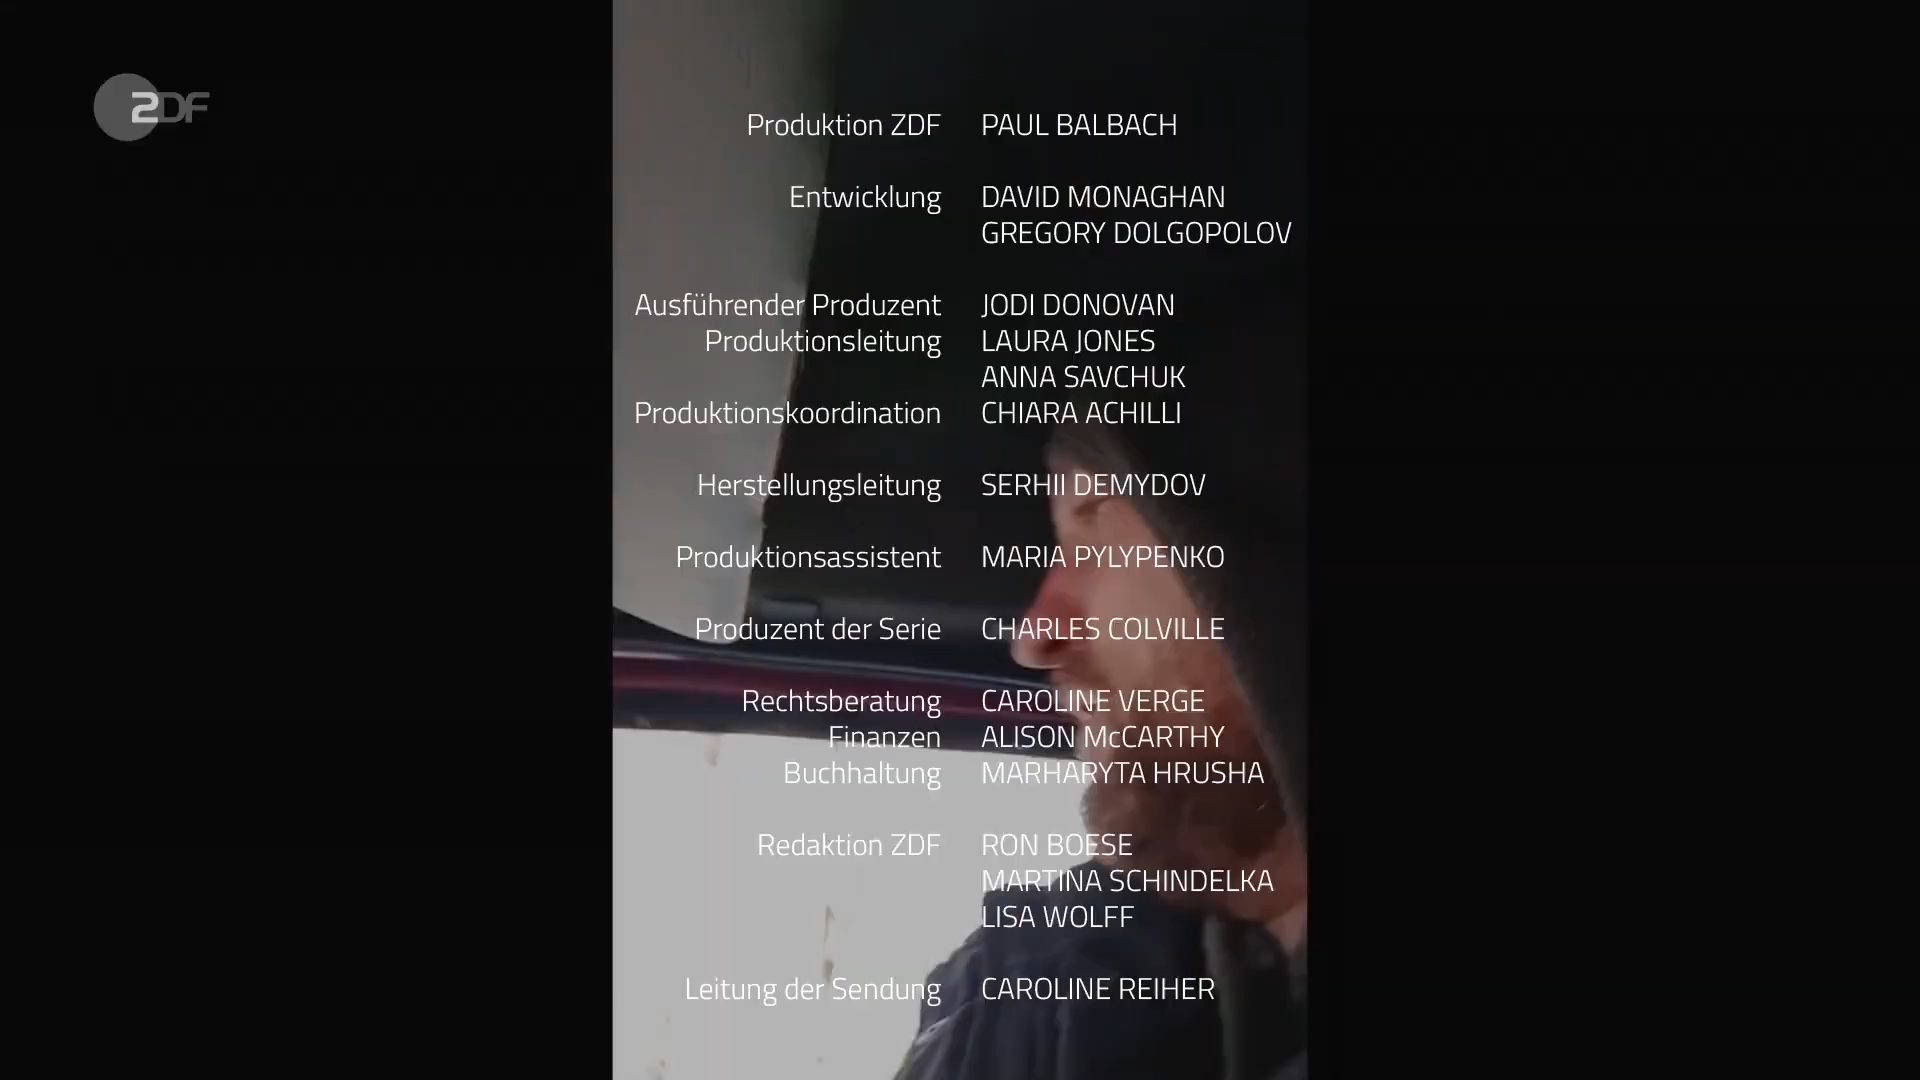 ZDF
Produktion ZDF PAUL BALBACH
Entwicklung DAVID MONAGHAN
GREGORY DOLGOPOLOV
Ausführender Produzent JODI DONOVAN
Produktionsleitung LAURA JONES
ANNA SAVCHUK
Produktionskoordination CHIARA ACHILLI
Herstellungsleitung SERHII DEMYDOV
Produktionsassistent MARIA PYLYPENKO
Produzent der Serie CHARLES COLVILLE
Rechtsberatung CAROLINE VERGE
Finanzen ALISON McCARTHY
Buchhaltung MARHARYTA HRUSHA
Redaktion ZDF RON BOESE
MARTINA SCHINDELKA
LISA WOLFF
Leitung der Sendung CAROLINE REIHER